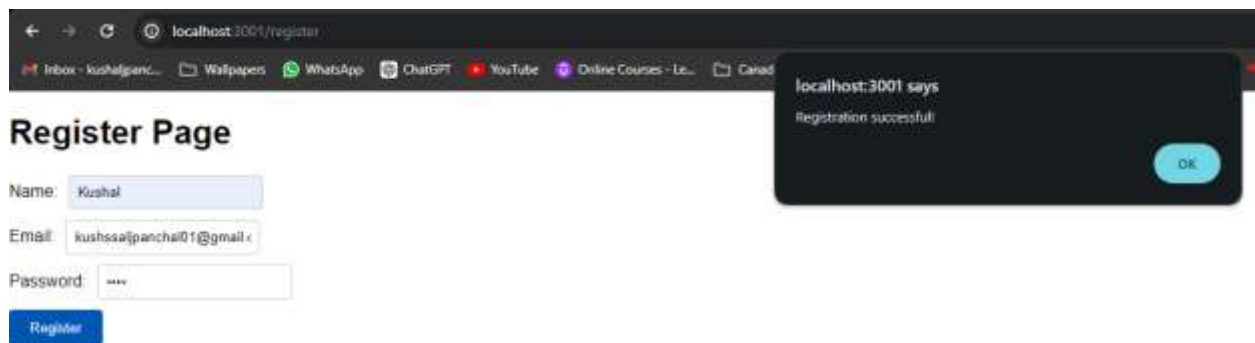 localhost:3001/register
Inbox - kushalpanc... Wallpapers WhatsApp ChatGPT YouTube Online Courses - Le... Canad
localhost:3001 says
Registration successful!
OK
Register Page
Name: Kushal
Email: kushssaljpanchal01@gmail.c
Password: ••••
Register